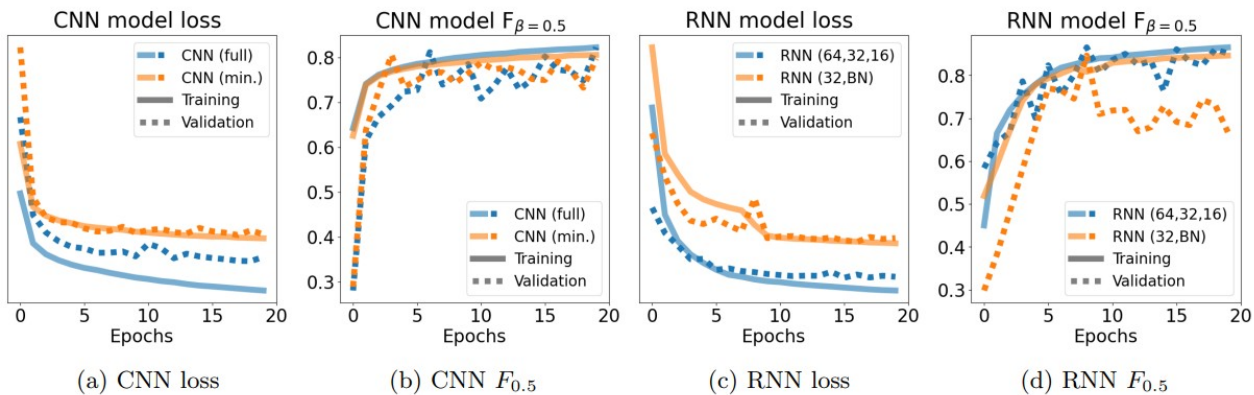 CNN model loss
CNN (full)
CNN (min.)
Training
Validation
0
5
10
15
20
Epochs
(a) CNN loss
CNN model F_{β=0.5}
0.8
0.7
0.6
0.5
0.4
0.3
CNN (full)
CNN (min.)
Training
Validation
0
5
10
15
20
Epochs
(b) CNN F_{0.5}
RNN model loss
RNN (64,32,16)
RNN (32,BN)
Training
Validation
0
5
10
15
20
Epochs
(c) RNN loss
RNN model F_{β=0.5}
0.8
0.7
0.6
0.5
0.4
0.3
RNN (64,32,16)
RNN (32,BN)
Training
Validation
0
5
10
15
20
Epochs
(d) RNN F_{0.5}